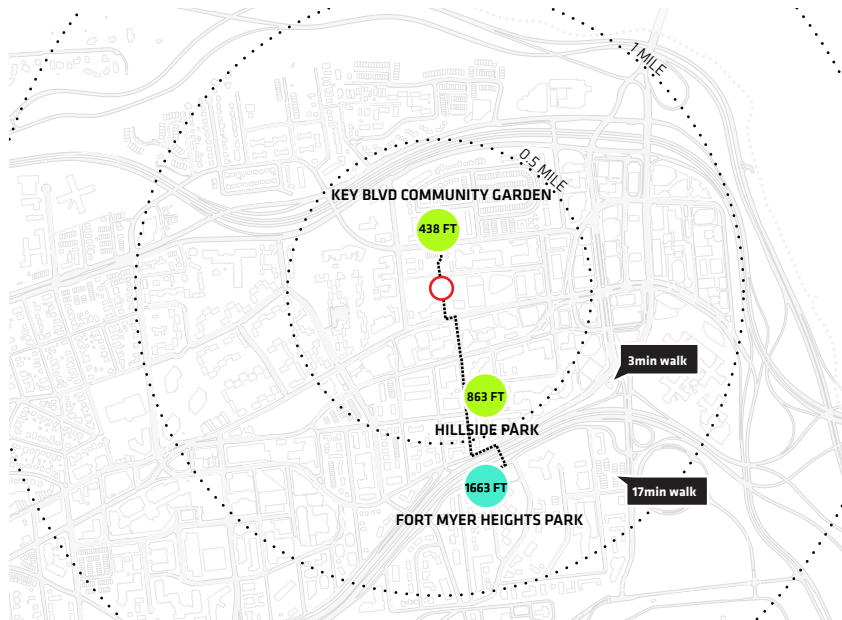 1 MILE
0.5 MILE
KEY BLVD COMMUNITY GARDEN
438 FT
3min walk
863 FT
HILLSIDE PARK
1663 FT
17min walk
FORT MYER HEIGHTS PARK